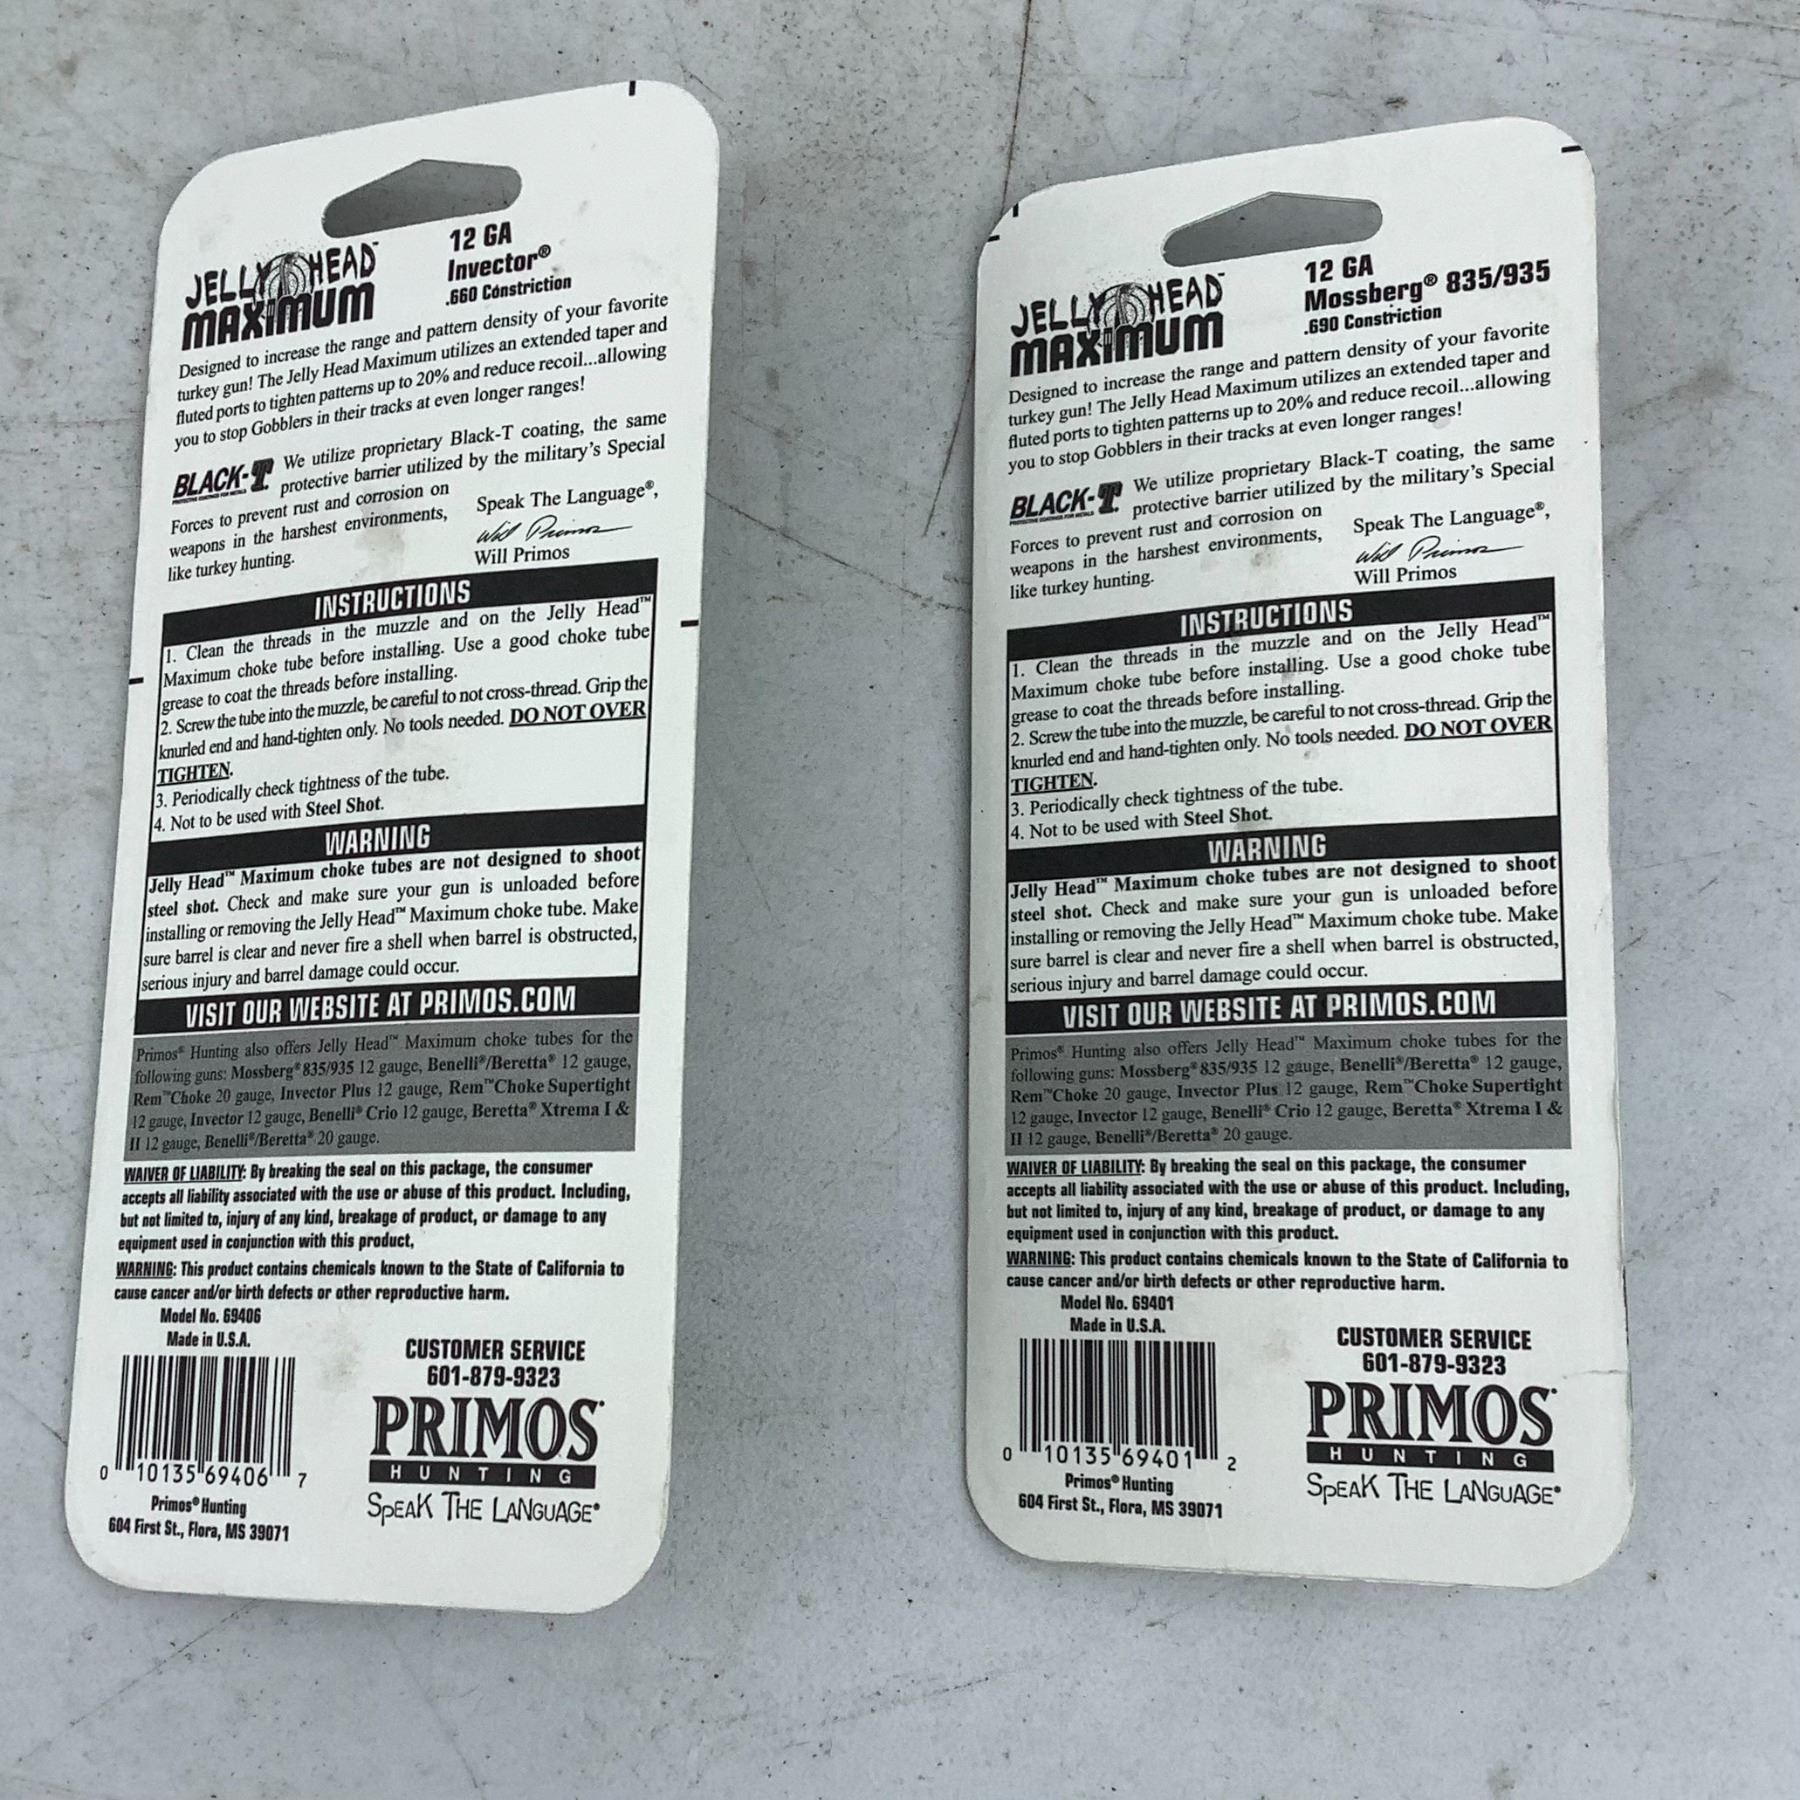 JELLY HEAD™
MAXIMUM
12 GA
Invector®
.660 Constriction
Designed to increase the range and pattern density of your favorite
turkey gun! The Jelly Head Maximum utilizes an extended taper and
fluted ports to tighten patterns up to 20% and reduce recoil...allowing
you to stop Gobblers in their tracks at even longer ranges!
BLACK-T We utilize proprietary Black-T coating, the same
protective barrier utilized by the military's Special
Forces to prevent rust and corrosion on
weapons in the harshest environments,
like turkey hunting.
Speak The Language®,
Will Primos
Will Primos
INSTRUCTIONS
1. Clean the threads in the muzzle and on the Jelly Head™
Maximum choke tube before installing. Use a good choke tube
grease to coat the threads before installing.
2. Screw the tube into the muzzle, be careful to not cross-thread. Grip the
knurled end and hand-tighten only. No tools needed. DO NOT OVER
TIGHTEN.
3. Periodically check tightness of the tube.
4. Not to be used with Steel Shot.
WARNING
Jelly Head™ Maximum choke tubes are not designed to shoot
steel shot. Check and make sure your gun is unloaded before
installing or removing the Jelly Head™ Maximum choke tube. Make
sure barrel is clear and never fire a shell when barrel is obstructed,
serious injury and barrel damage could occur.
VISIT OUR WEBSITE AT PRIMOS.COM
Primos® Hunting also offers Jelly Head™ Maximum choke tubes for the
following guns: Mossberg® 835/935 12 gauge, Benelli®/Beretta® 12 gauge,
Rem™Choke 20 gauge, Invector Plus 12 gauge, Rem™Choke Supertight
12 gauge, Invector 12 gauge, Benelli® Crio 12 gauge, Beretta® Xtrema I &
II 12 gauge, Benelli®/Beretta® 20 gauge.
WAIVER OF LIABILITY: By breaking the seal on this package, the consumer
accepts all liability associated with the use or abuse of this product. Including,
but not limited to, injury of any kind, breakage of product, or damage to any
equipment used in conjunction with this product.
WARNING: This product contains chemicals known to the State of California to
cause cancer and/or birth defects or other reproductive harm.
Model No. 69406
Made in U.S.A.
0 10135 69406 7
Primos® Hunting
604 First St., Flora, MS 39071
CUSTOMER SERVICE
601-879-9323
PRIMOS
HUNTING
SPEAK THE LANGUAGE®
JELLY HEAD™
MAXIMUM
12 GA
Mossberg® 835/935
.690 Constriction
Designed to increase the range and pattern density of your favorite
turkey gun! The Jelly Head Maximum utilizes an extended taper and
fluted ports to tighten patterns up to 20% and reduce recoil...allowing
you to stop Gobblers in their tracks at even longer ranges!
BLACK-T We utilize proprietary Black-T coating, the same
protective barrier utilized by the military's Special
Forces to prevent rust and corrosion on
weapons in the harshest environments,
like turkey hunting.
Speak The Language®,
Will Primos
Will Primos
INSTRUCTIONS
1. Clean the threads in the muzzle and on the Jelly Head™
Maximum choke tube before installing. Use a good choke tube
grease to coat the threads before installing.
2. Screw the tube into the muzzle, be careful to not cross-thread. Grip the
knurled end and hand-tighten only. No tools needed. DO NOT OVER
TIGHTEN.
3. Periodically check tightness of the tube.
4. Not to be used with Steel Shot.
WARNING
Jelly Head™ Maximum choke tubes are not designed to shoot
steel shot. Check and make sure your gun is unloaded before
installing or removing the Jelly Head™ Maximum choke tube. Make
sure barrel is clear and never fire a shell when barrel is obstructed,
serious injury and barrel damage could occur.
VISIT OUR WEBSITE AT PRIMOS.COM
Primos® Hunting also offers Jelly Head™ Maximum choke tubes for the
following guns: Mossberg® 835/935 12 gauge, Benelli®/Beretta® 12 gauge,
Rem™Choke 20 gauge, Invector Plus 12 gauge, Rem™Choke Supertight
12 gauge, Invector 12 gauge, Benelli® Crio 12 gauge, Beretta® Xtrema I &
II 12 gauge, Benelli®/Beretta® 20 gauge.
WAIVER OF LIABILITY: By breaking the seal on this package, the consumer
accepts all liability associated with the use or abuse of this product. Including,
but not limited to, injury of any kind, breakage of product, or damage to any
equipment used in conjunction with this product.
WARNING: This product contains chemicals known to the State of California to
cause cancer and/or birth defects or other reproductive harm.
Model No. 69401
Made in U.S.A.
0 10135 69401 2
Primos® Hunting
604 First St., Flora, MS 39071
CUSTOMER SERVICE
601-879-9323
PRIMOS
HUNTING
SPEAK THE LANGUAGE®